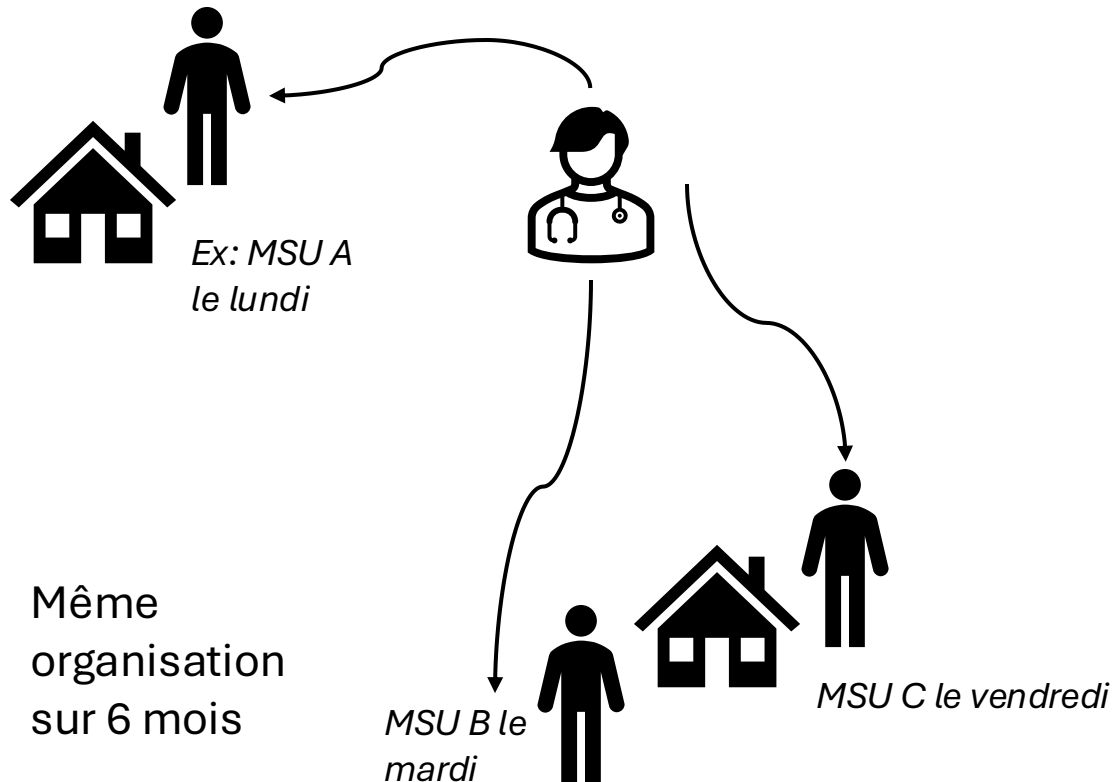 Ex: MSU A
le lundi
Même
organisation
sur 6 mois
MSU B le
mardi
MSU C le vendredi